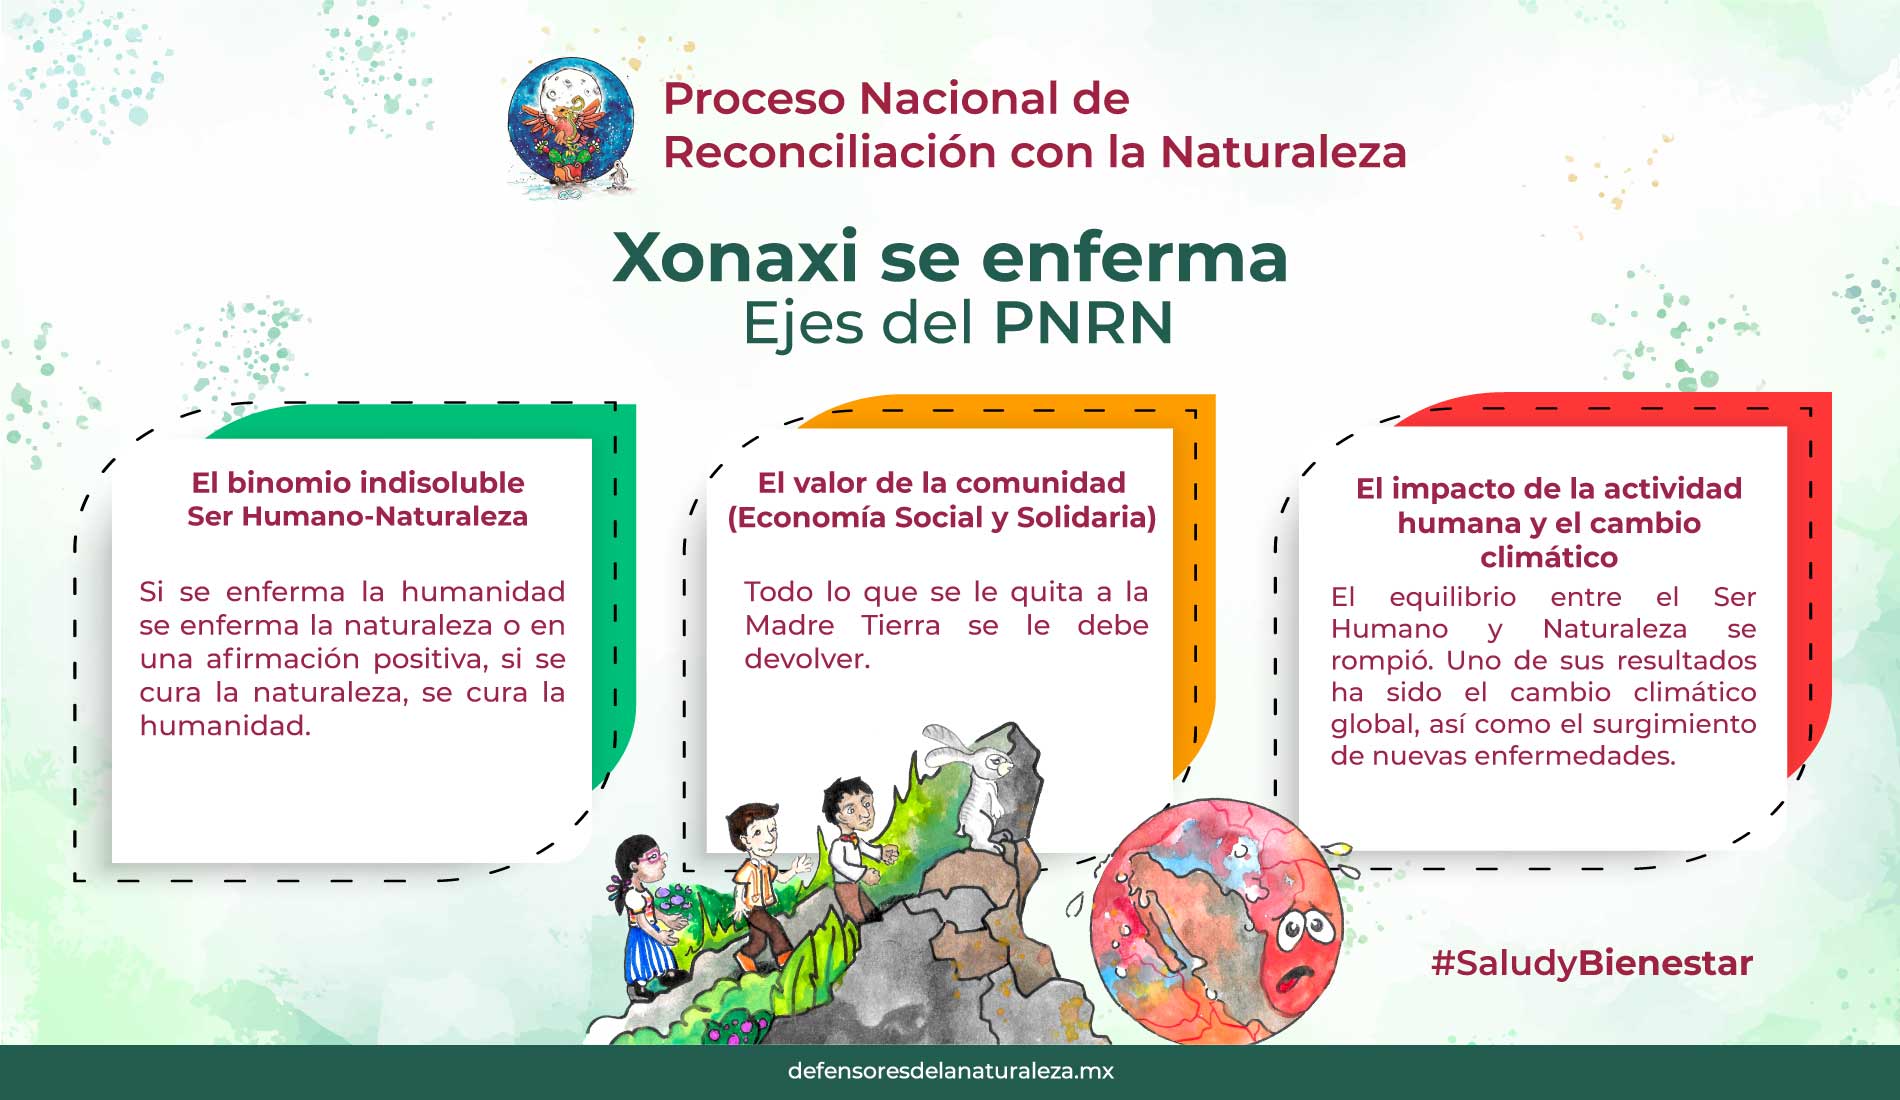 Proceso Nacional de
Reconciliación con la Naturaleza
Xonaxi se enferma
Ejes del PNRN
El binomio indisoluble
Ser Humano-Naturaleza
Si se enferma la humanidad
se enferma la naturaleza o en
una afirmación positiva, si se
cura la naturaleza, se cura la
humanidad.
El valor de la comunidad
(Economía Social y Solidaria)
Todo lo que se le quita a la
Madre Tierra se le debe
devolver.
El impacto de la actividad
humana y el cambio
climático
El equilibrio entre el Ser
Humano y Naturaleza se
rompió. Uno de sus resultados
ha sido el cambio climático
global, así como el surgimiento
de nuevas enfermedades.
#SaludyBienestar
defensoresdelanaturaleza.mx